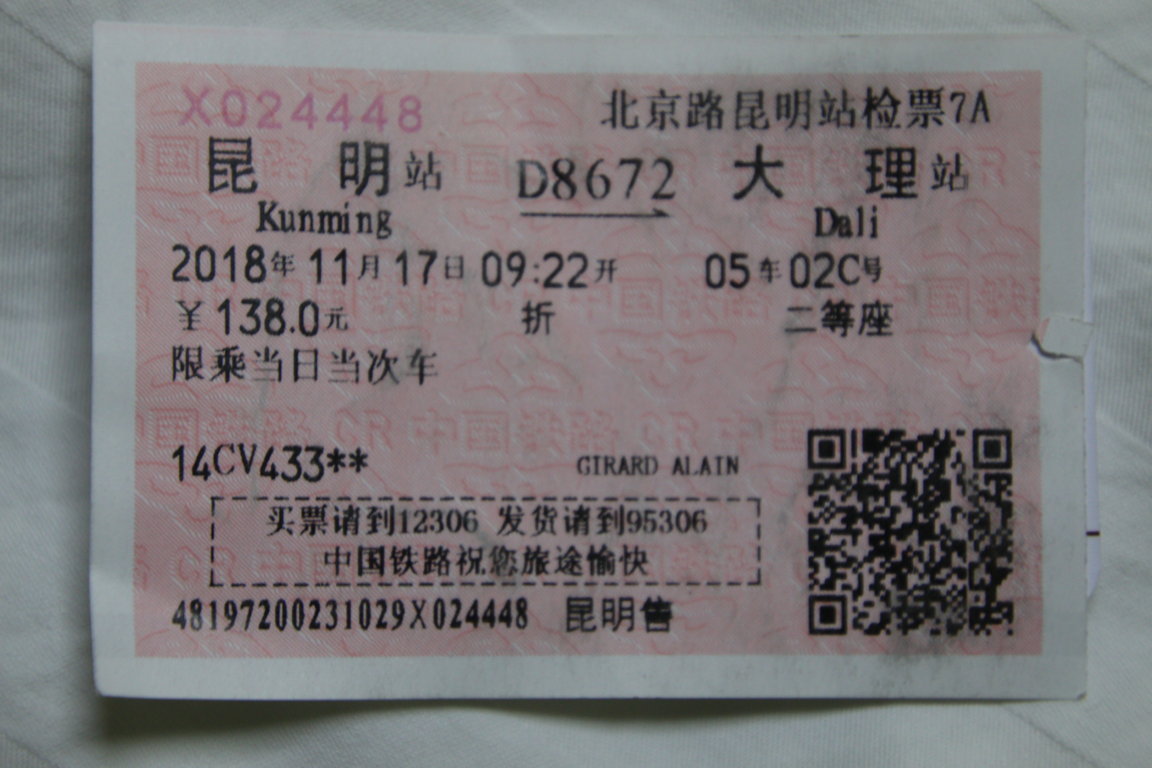 X024448 北京路昆明站检票7A
昆明站 D8672 大理站
Kunming Dali
2018年11月17日 09:22开 05车02C号
¥138.0元 折 二等座
限乘当日当次车
14CV433** GIRARD ALAIN
买票请到12306 发货请到95306
中国铁路祝您旅途愉快
48197200231029X024448 昆明售